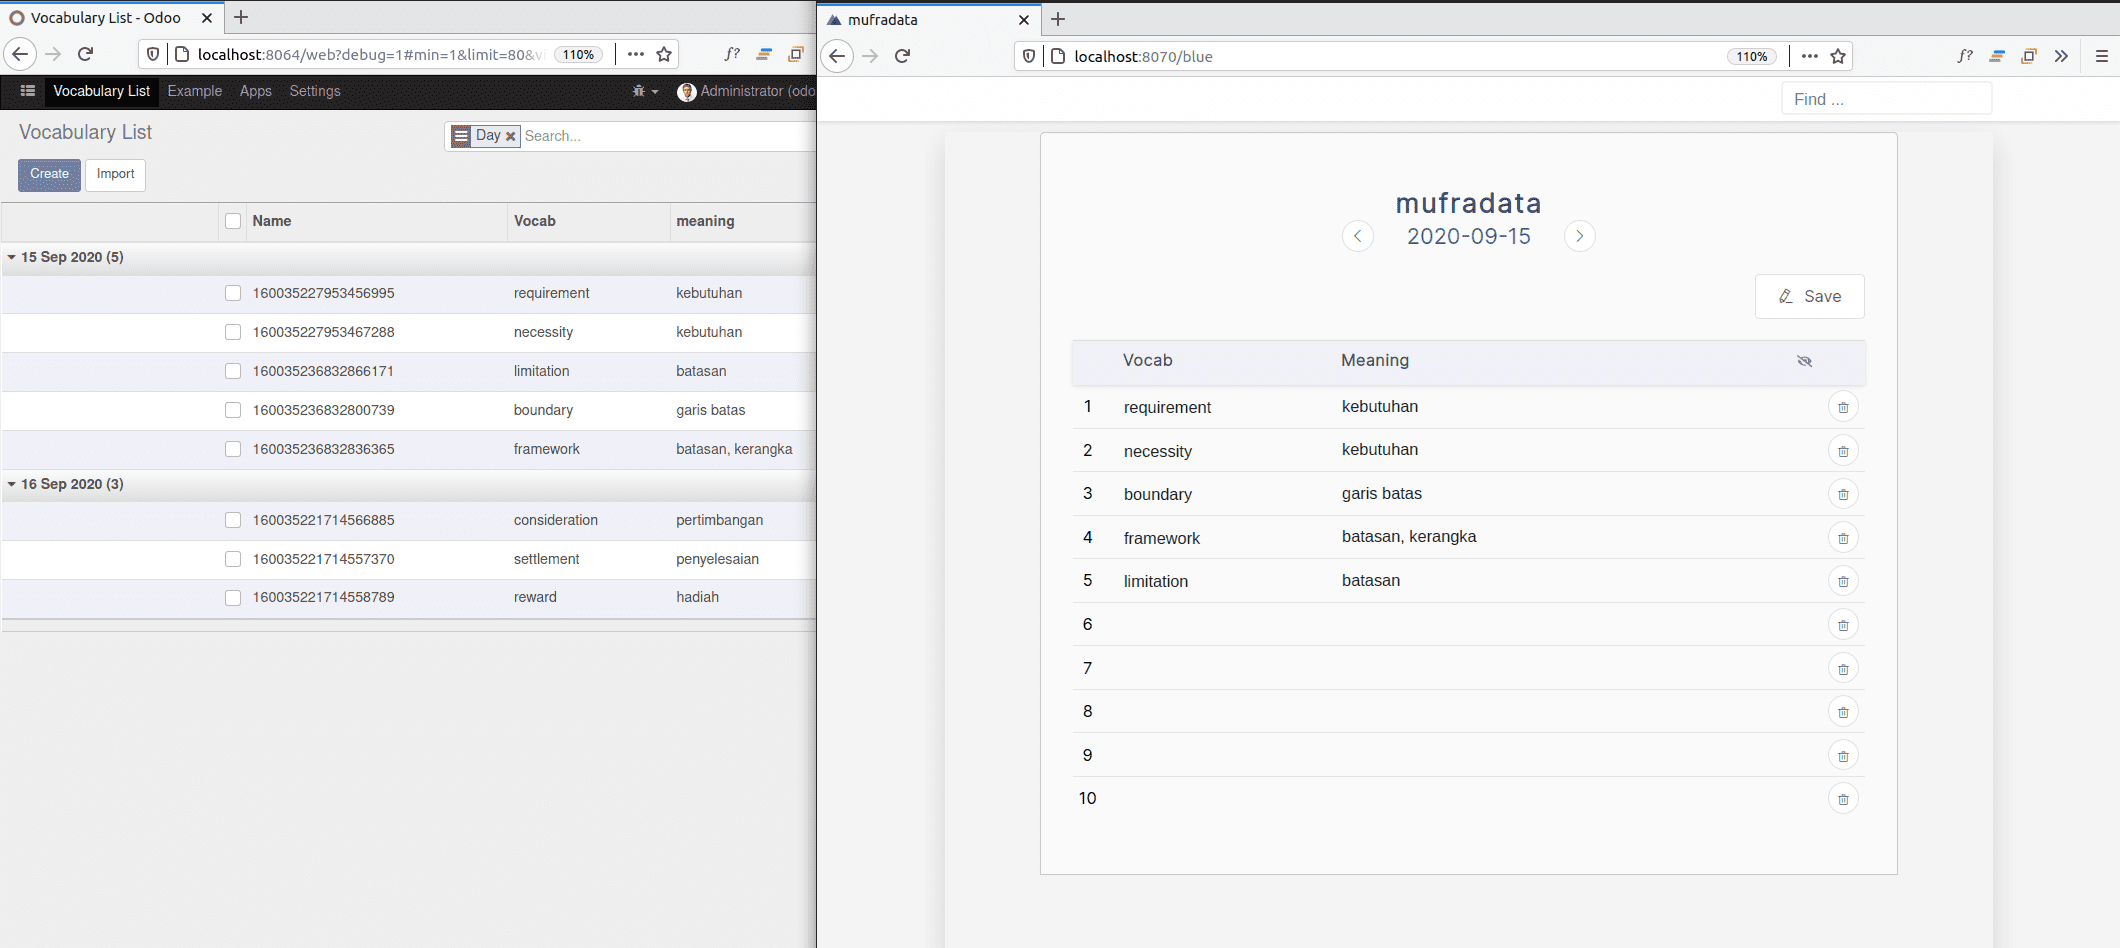 Vocabulary List - Odoo
localhost:8064/web?debug=1#min=1&limit=80&v
110%
f?
Vocabulary List Example Apps Settings
Administrator (odo
Vocabulary List
Day Search...
Create Import
Name Vocab meaning
15 Sep 2020 (5)
160035227953456995 requirement kebutuhan
160035227953467288 necessity kebutuhan
160035236832866171 limitation batasan
160035236832800739 boundary garis batas
160035236832836365 framework batasan, kerangka
16 Sep 2020 (3)
160035221714566885 consideration pertimbangan
160035221714557370 settlement penyelesaian
160035221714558789 reward hadiah
mufradata
localhost:8070/blue
110%
f?
Find ...
mufradata
2020-09-15
Save
Vocab Meaning
1 requirement kebutuhan
2 necessity kebutuhan
3 boundary garis batas
4 framework batasan, kerangka
5 limitation batasan
6
7
8
9
10